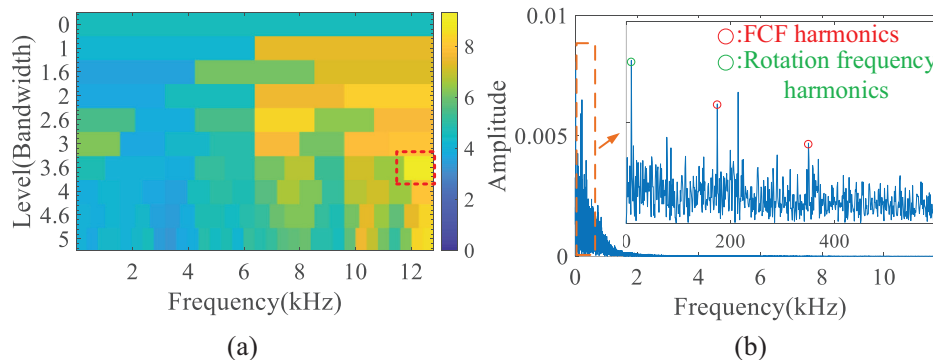 0
1
1.6
2
2.6
3
3.6
4
4.6
5
Level(Bandwidth)
2 4 6 8 10 12
Frequency(kHz)
8
6
4
2
0
(a)
0.01
0.005
0
Amplitude
○:FCF harmonics
○:Rotation frequency
harmonics
0 200 400
0 2 4 6 8 10
Frequency(kHz)
(b)